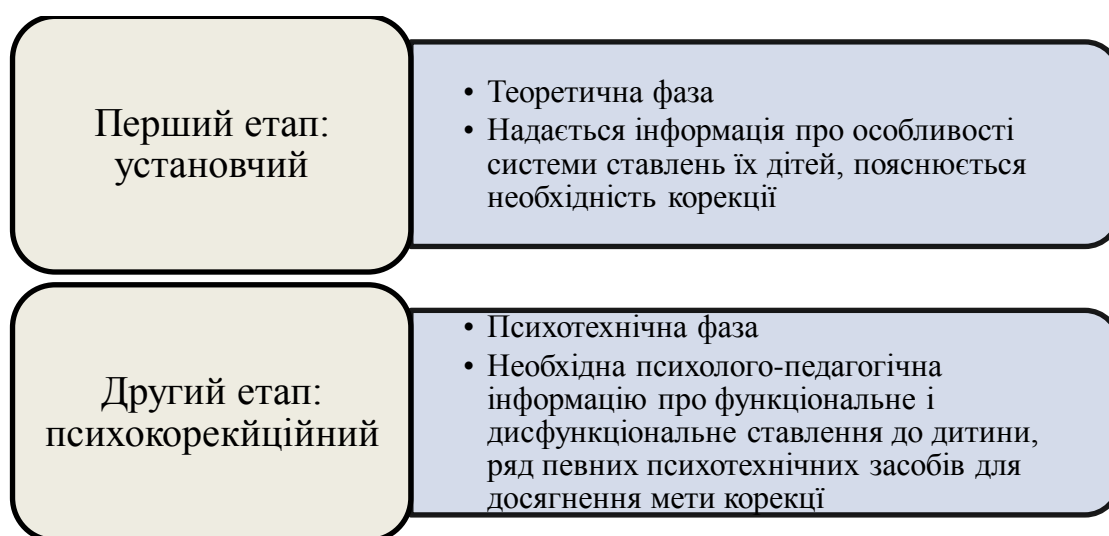 Перший етап:
установчий
• Теоретична фаза
• Надається інформація про особливості
системи ставлень їх дітей, пояснюється
необхідність корекції
Другий етап:
психокорекйційний
• Психотехнічна фаза
• Необхідна психолого-педагогічна
інформацію про функціональне і
дисфункціональне ставлення до дитини,
ряд певних психотехнічних засобів для
досягнення мети корекції